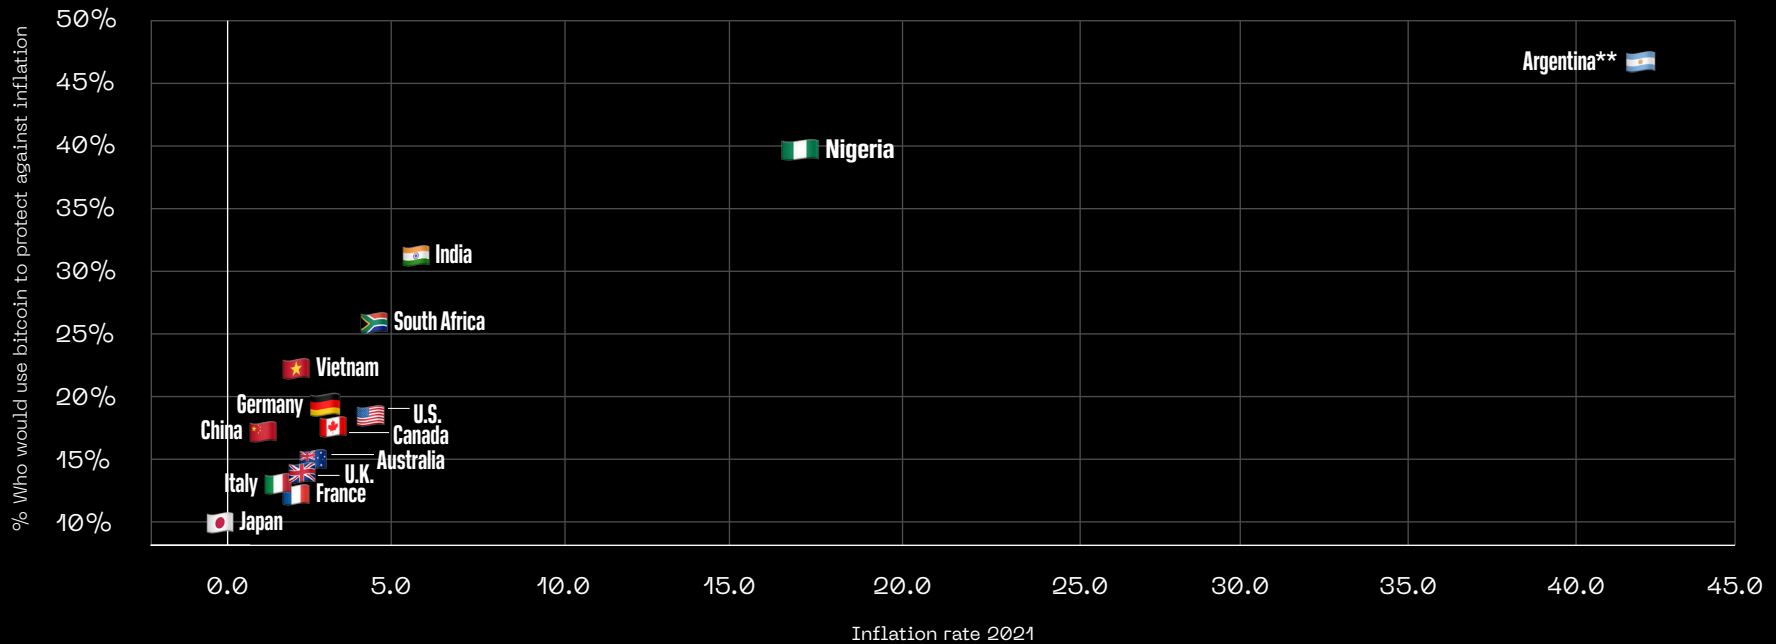 % Who would use bitcoin to protect against inflation
50%
45%
40%
35%
30%
25%
20%
15%
10%
Argentina**
Nigeria
India
South Africa
Vietnam
Germany
U.S.
China
Canada
Australia
U.K.
Italy
France
Japan
0.0 5.0 10.0 15.0 20.0 25.0 30.0 35.0 40.0 45.0
Inflation rate 2021